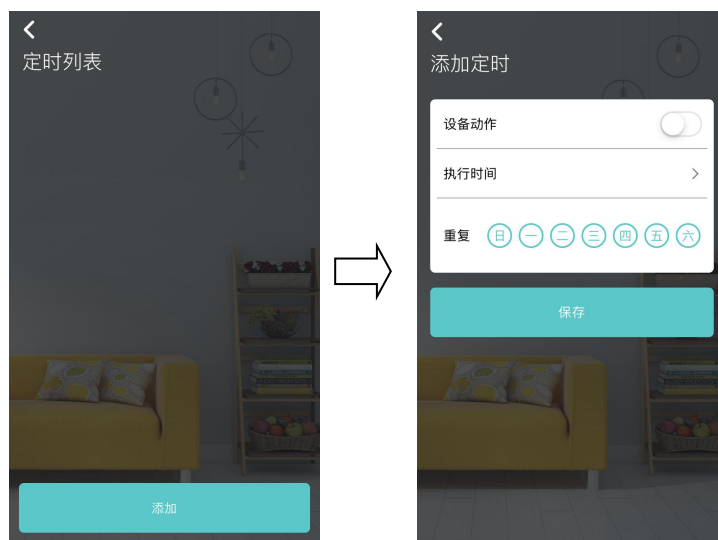 定时列表
添加
添加定时
设备动作
执行时间
重复 日 一 二 三 四 五 六
保存